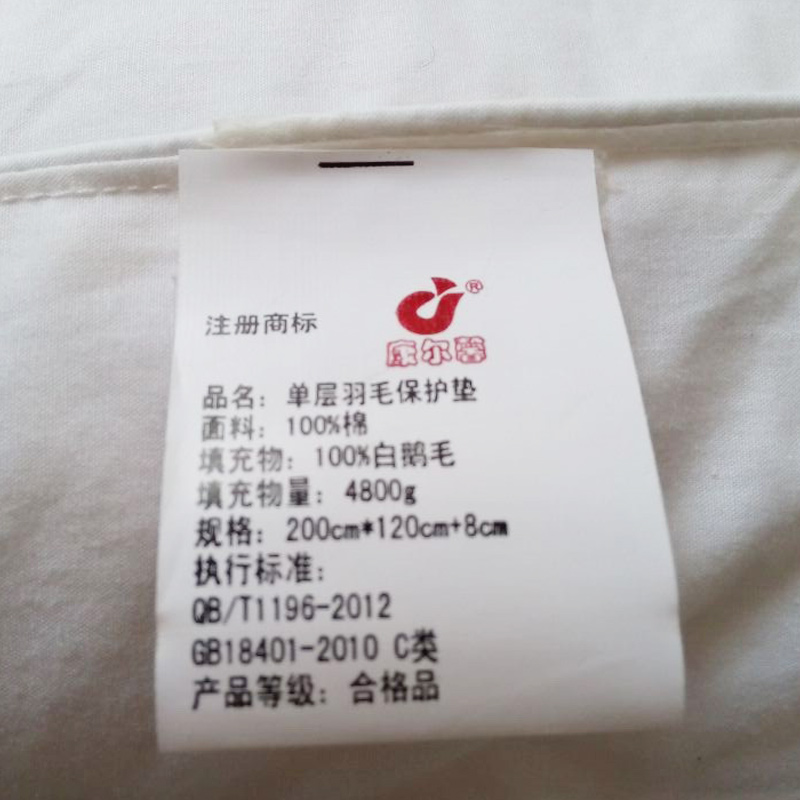 注册商标
®
康尔馨
品名：单层羽毛保护垫
面料：100%棉
填充物：100%白鹅毛
填充物量：4800g
规格：200cm*120cm+8cm
执行标准：
QB/T1196-2012
GB18401-2010 C类
产品等级：合格品